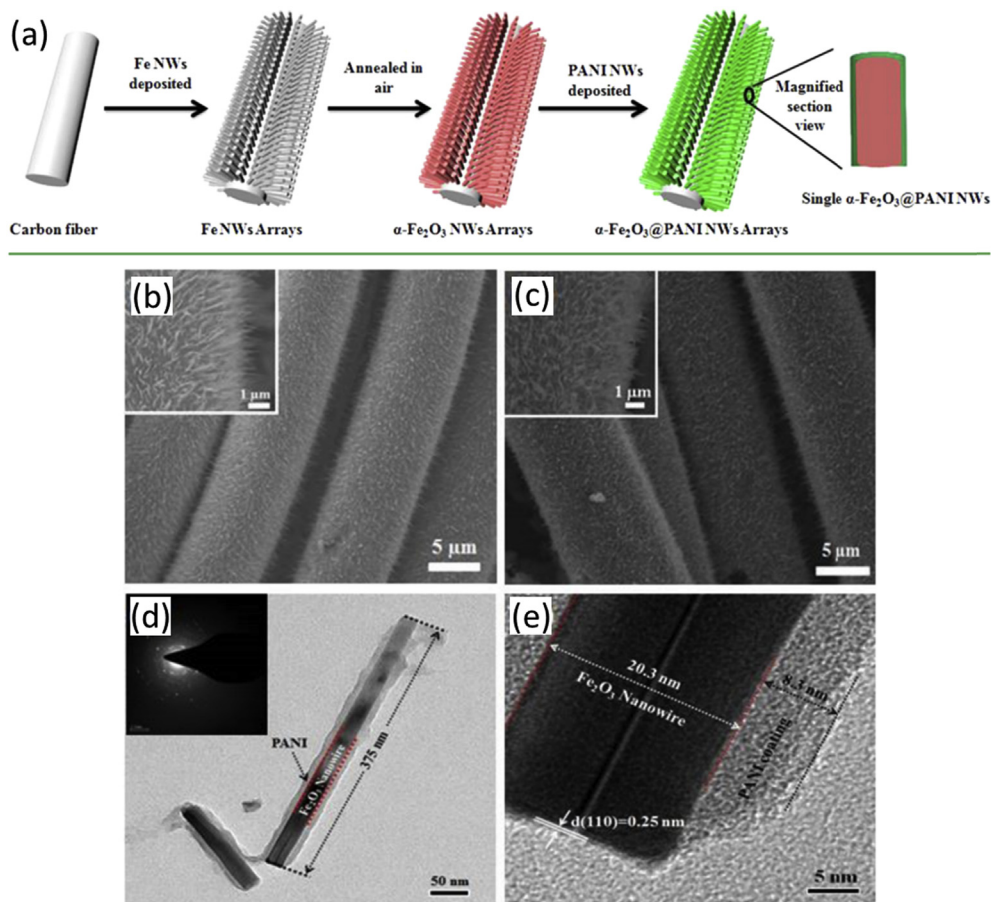 (a)
Fe NWs
deposited
Annealed in
air
PANI NWs
deposited
Magnified
section
view
Single α-Fe₂O₃@PANI NWs
Carbon fiber
Fe NWs Arrays
α-Fe₂O₃ NWs Arrays
α-Fe₂O₃@PANI NWs Arrays
(b)
1 μm
5 μm
(c)
1 μm
5 μm
(d)
PANI
Fe₂O₃ Nanowire
375 nm
50 nm
(e)
20.3 nm
Fe₂O₃ Nanowire
8.3 nm
PANI coating
d(110)=0.25 nm
5 nm